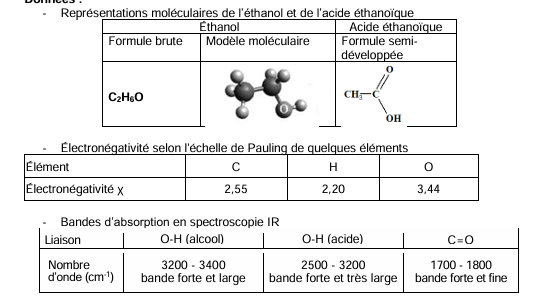 Données :
- Représentations moléculaires de l'éthanol et de l'acide éthanoïque
Éthanol Acide éthanoïque
Formule brute Modèle moléculaire Formule semi-
développée
C2H6O
O
O
CH3 C
OH
- Électronégativité selon l'échelle de Pauling de quelques éléments
Élément C H O
Électronégativité χ 2,55 2,20 3,44
- Bandes d'absorption en spectroscopie IR
Liaison O-H (alcool) O-H (acide) C=O
Nombre 3200 - 3400 2500 - 3200 1700 - 1800
d'onde (cm-1) bande forte et large bande forte et très large bande forte et fine